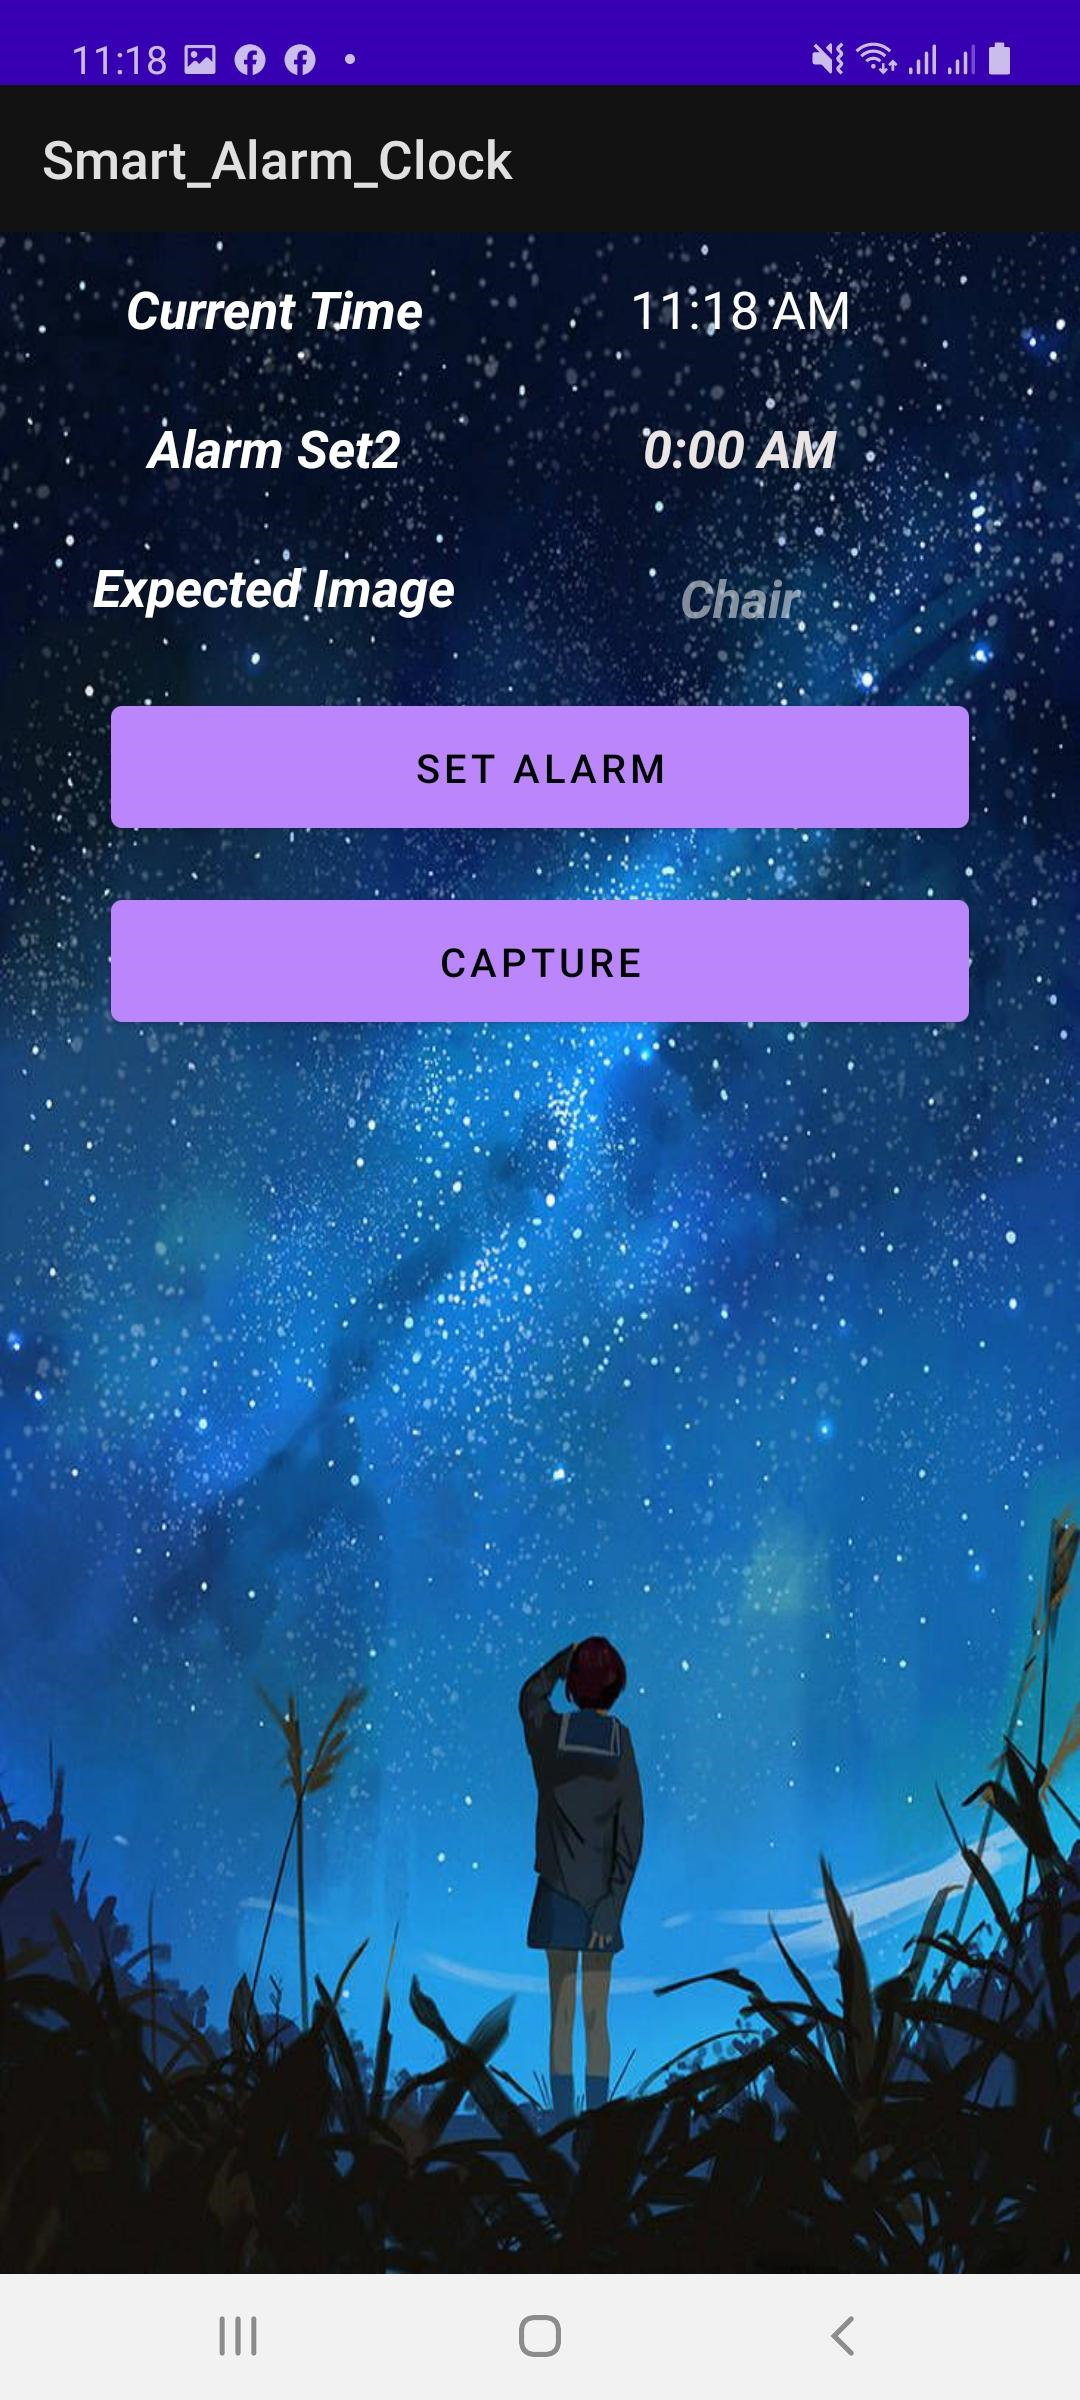 11:18
Smart_Alarm_Clock
Current Time 11:18 AM
Alarm Set2 0:00 AM
Expected Image Chair
SET ALARM
CAPTURE